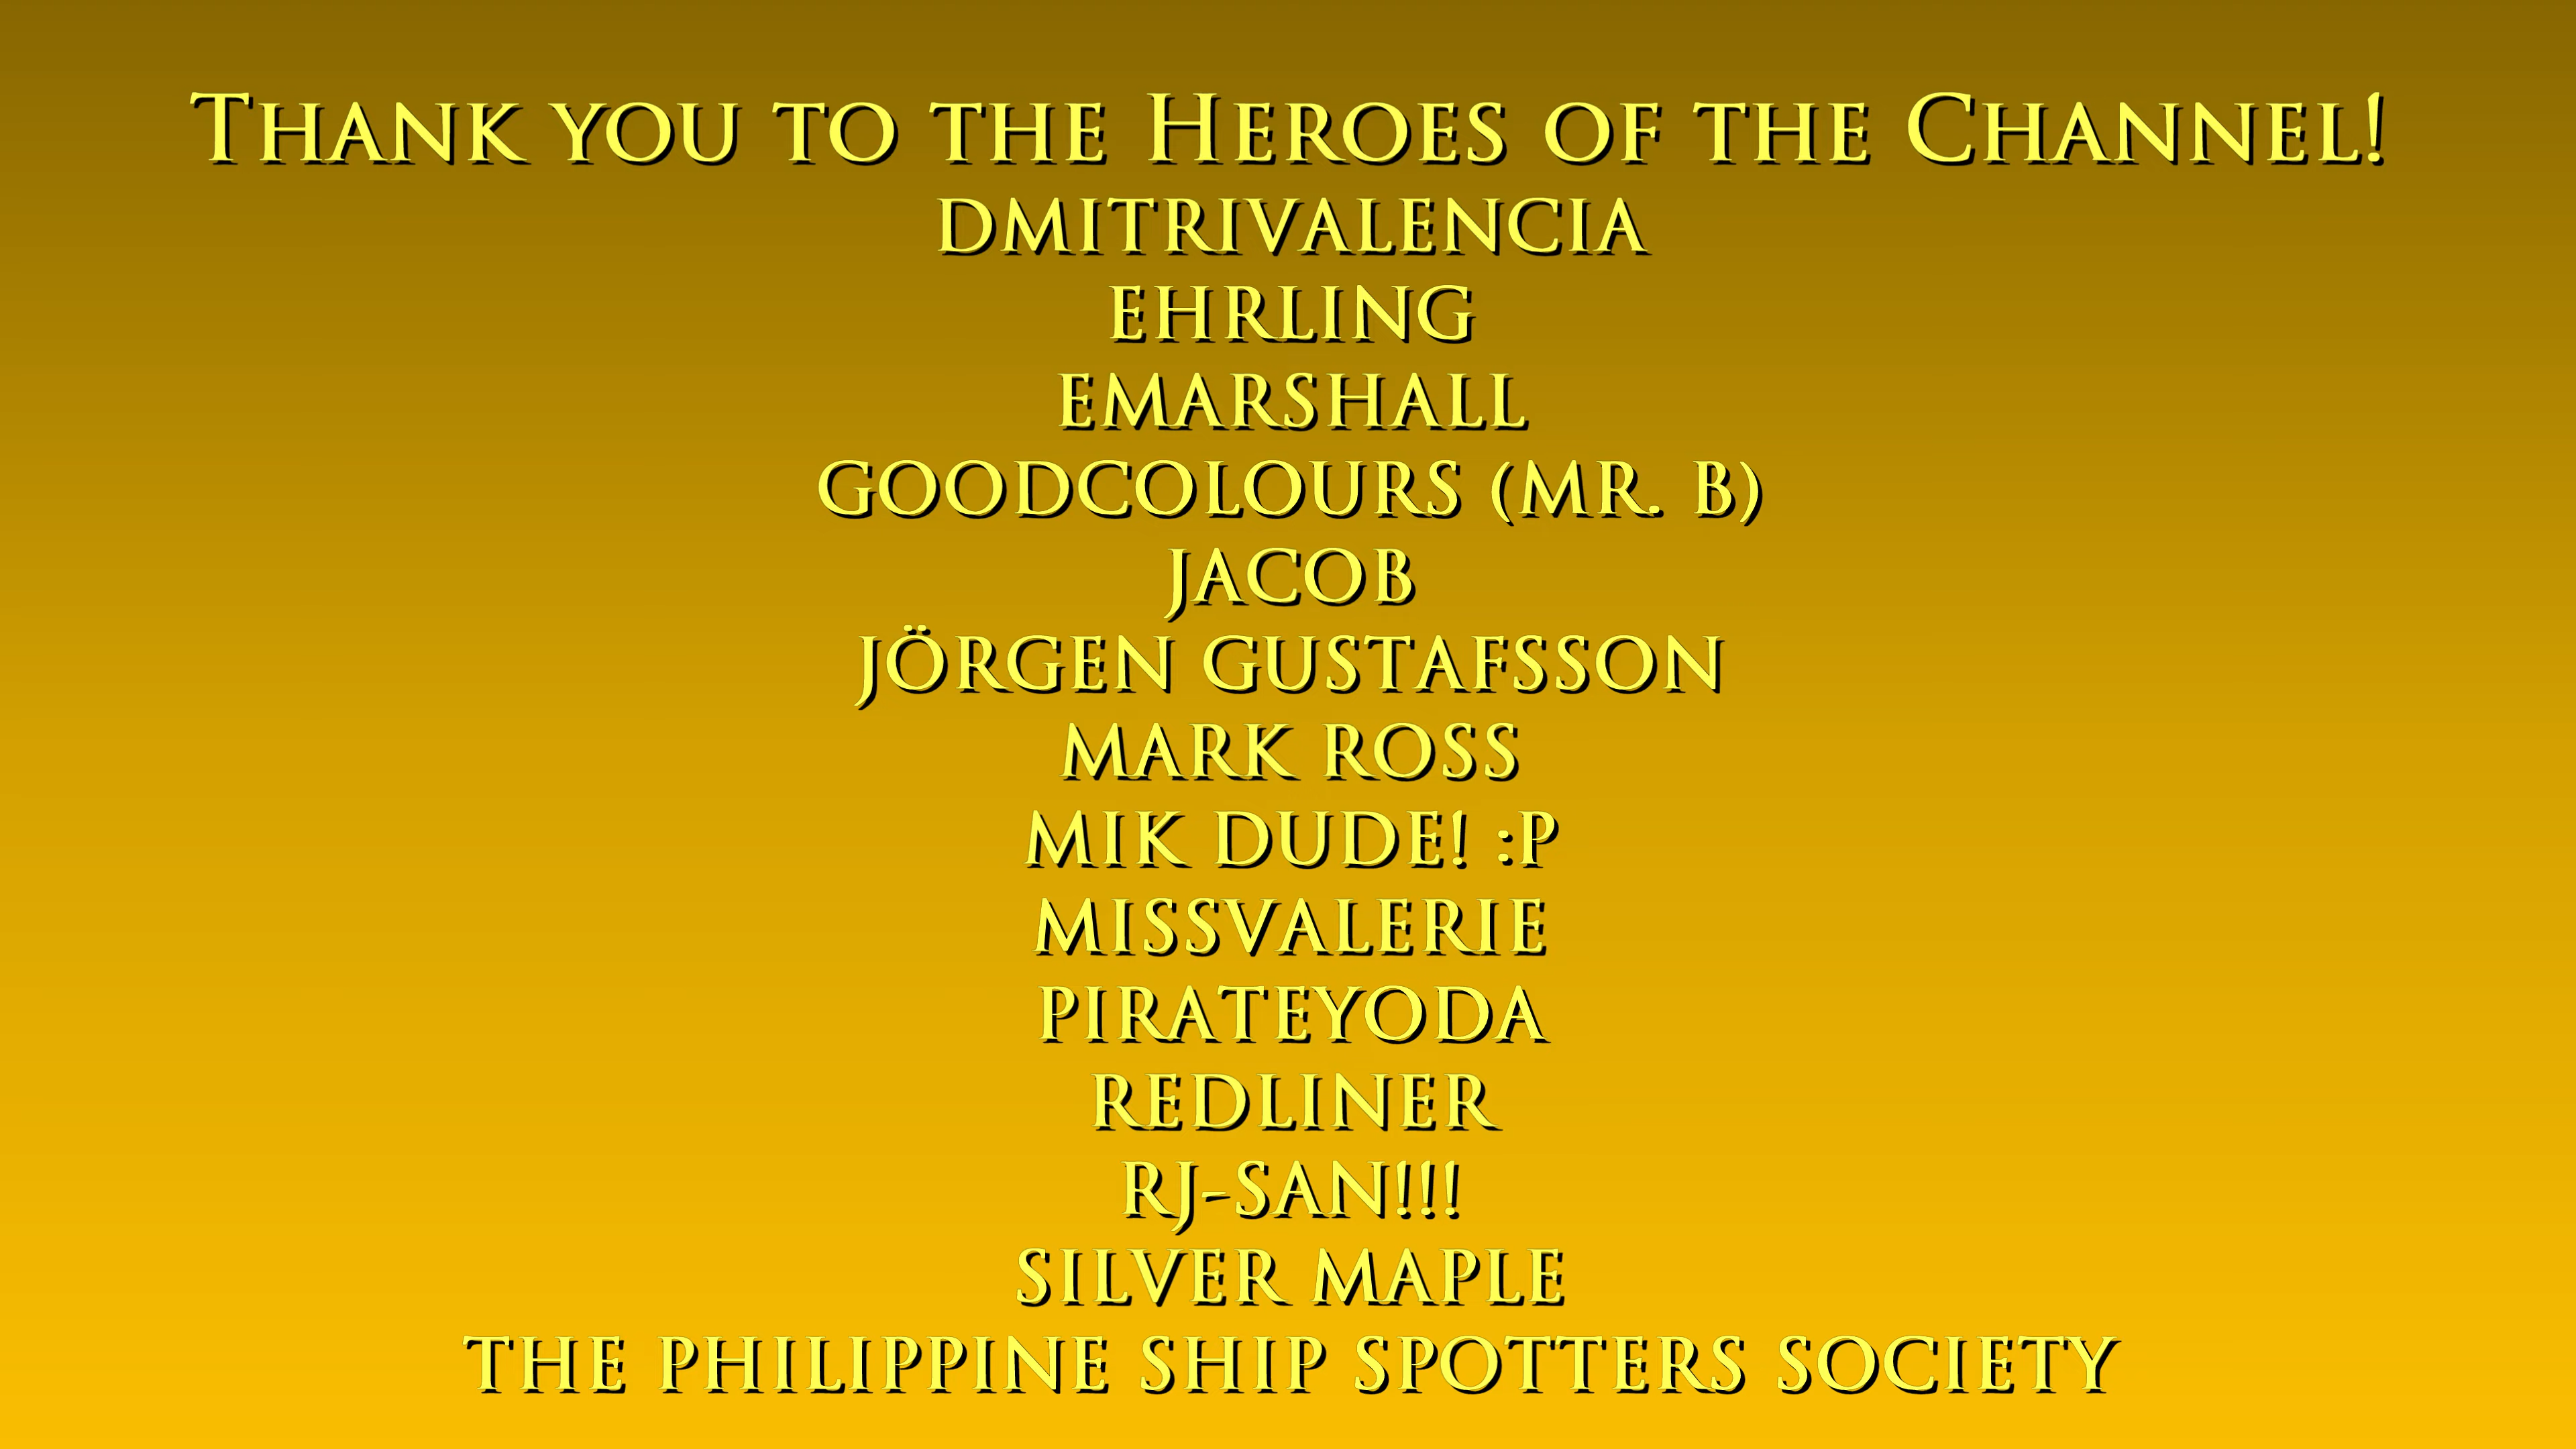 Thank you to the Heroes of the Channel!
DMITRIVALENCIA
EHRLING
EMARSHALL
GOODCOLOURS (MR. B)
JACOB
JÖRGEN GUSTAFSSON
MARK ROSS
MIK DUDE! :P
MISSVALERIE
PIRATEYODA
REDLINER
RJ-SAN!!!
SILVER MAPLE
THE PHILIPPINE SHIP SPOTTERS SOCIETY